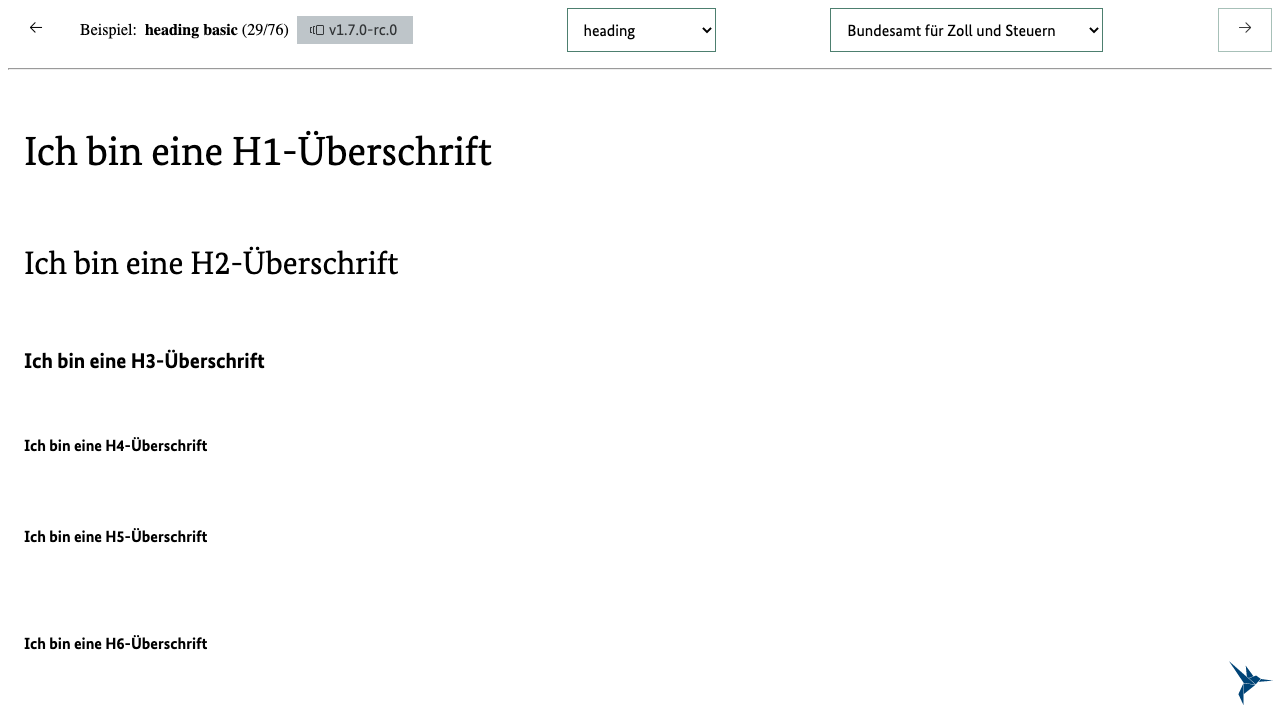 Beispiel: heading basic (29/76) v1.7.0-rc.0 heading Bundesamt für Zoll und Steuern
Ich bin eine H1-Überschrift
Ich bin eine H2-Überschrift
Ich bin eine H3-Überschrift
Ich bin eine H4-Überschrift
Ich bin eine H5-Überschrift
Ich bin eine H6-Überschrift